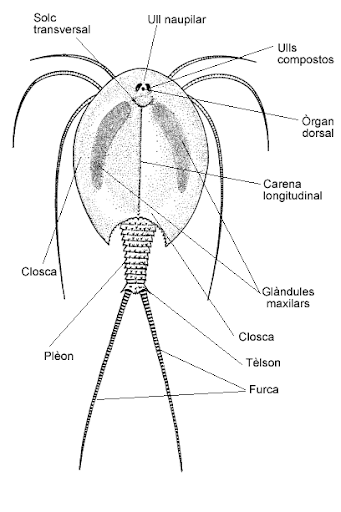 Solc
transversal
Ull naupilar
Ulls
compostos
Òrgan
dorsal
Carena
longitudinal
Closca
Glàndules
maxilars
Closca
Plèon
Tèlson
Furca